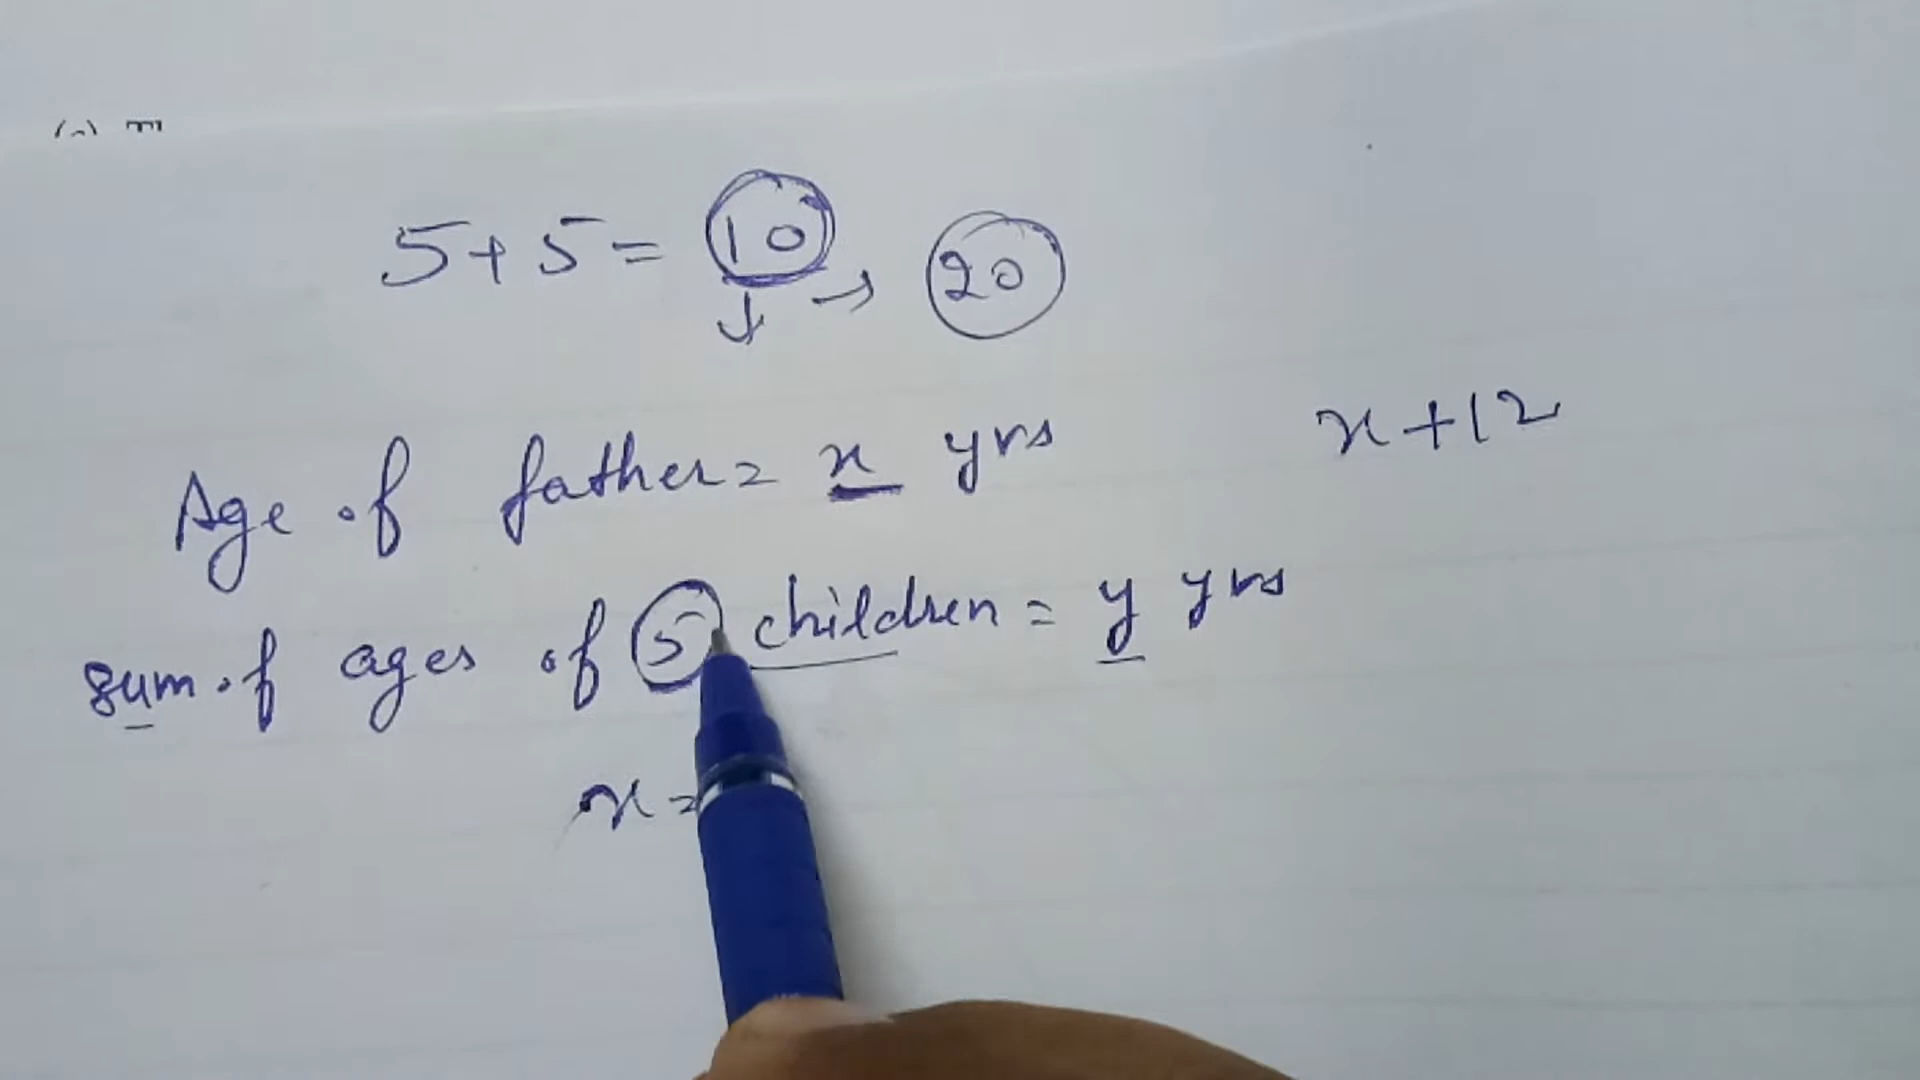 5+5= 10 → 20
↓
Age of father = x yrs
x+12
sum of ages of 5 children = y yrs
x=